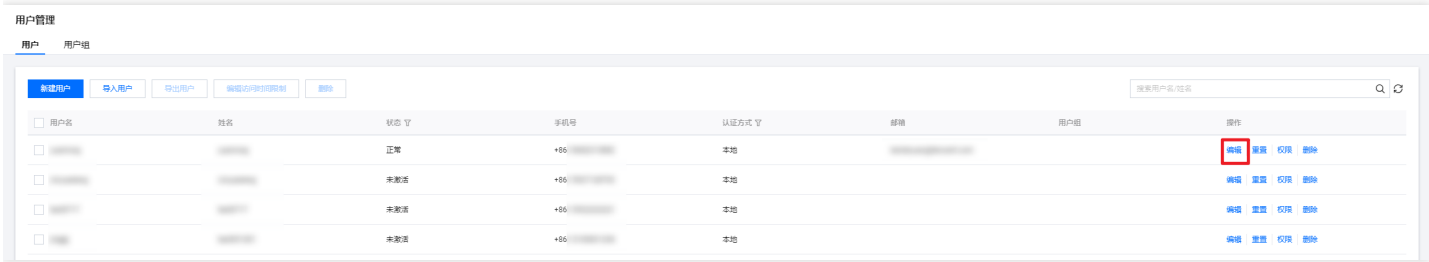 用户管理
用户 用户组
新建用户 导入用户 导出用户 编辑访问时间限制 删除 搜索用户名/姓名
用户名 姓名 状态 手机号 认证方式 邮箱 用户组 操作
正常 +86 本地 编辑 重置 权限 删除
未激活 +86 本地 编辑 重置 权限 删除
未激活 +86 本地 编辑 重置 权限 删除
未激活 +86 本地 编辑 重置 权限 删除